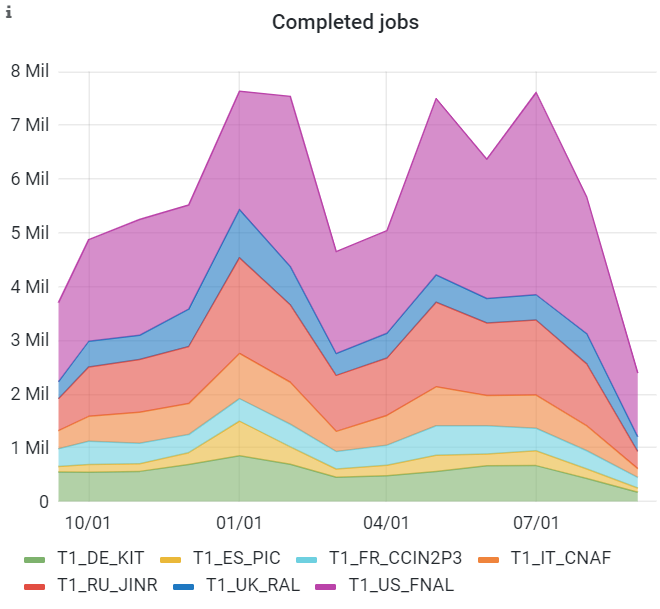 i
Completed jobs
8 Mil
7 Mil
6 Mil
5 Mil
4 Mil
3 Mil
2 Mil
1 Mil
0
10/01 01/01 04/01 07/01
T1_DE_KIT T1_ES_PIC T1_FR_CCIN2P3 T1_IT_CNAF
T1_RU_JINR T1_UK_RAL T1_US_FNAL